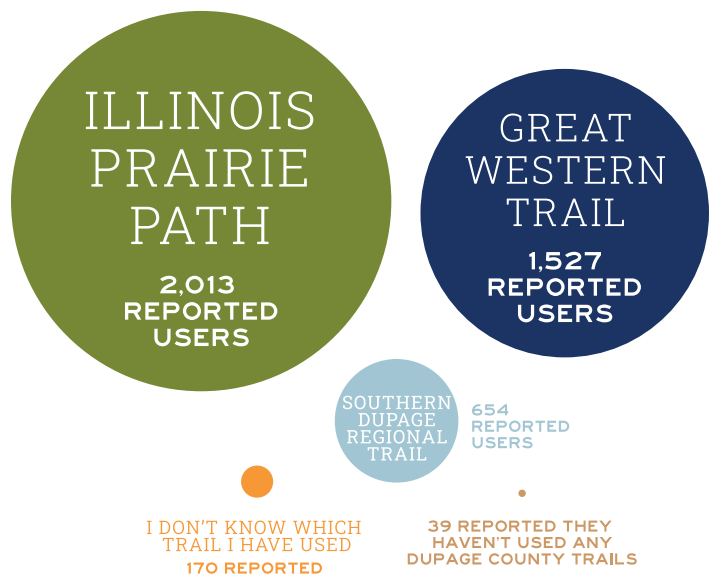 ILLINOIS
PRAIRIE
PATH
2,013
REPORTED
USERS
GREAT
WESTERN
TRAIL
1,527
REPORTED
USERS
SOUTHERN
DUPAGE
REGIONAL
TRAIL
654
REPORTED
USERS
I DON'T KNOW WHICH
TRAIL I HAVE USED
170 REPORTED
39 REPORTED THEY
HAVEN'T USED ANY
DUPAGE COUNTY TRAILS